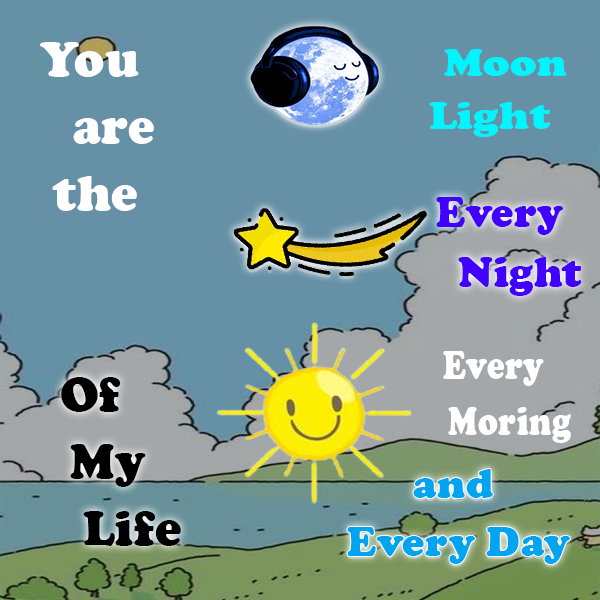 You
are
the
Moon
Light
Every
Night
Of
My
Life
Every
Moring
and
Every Day